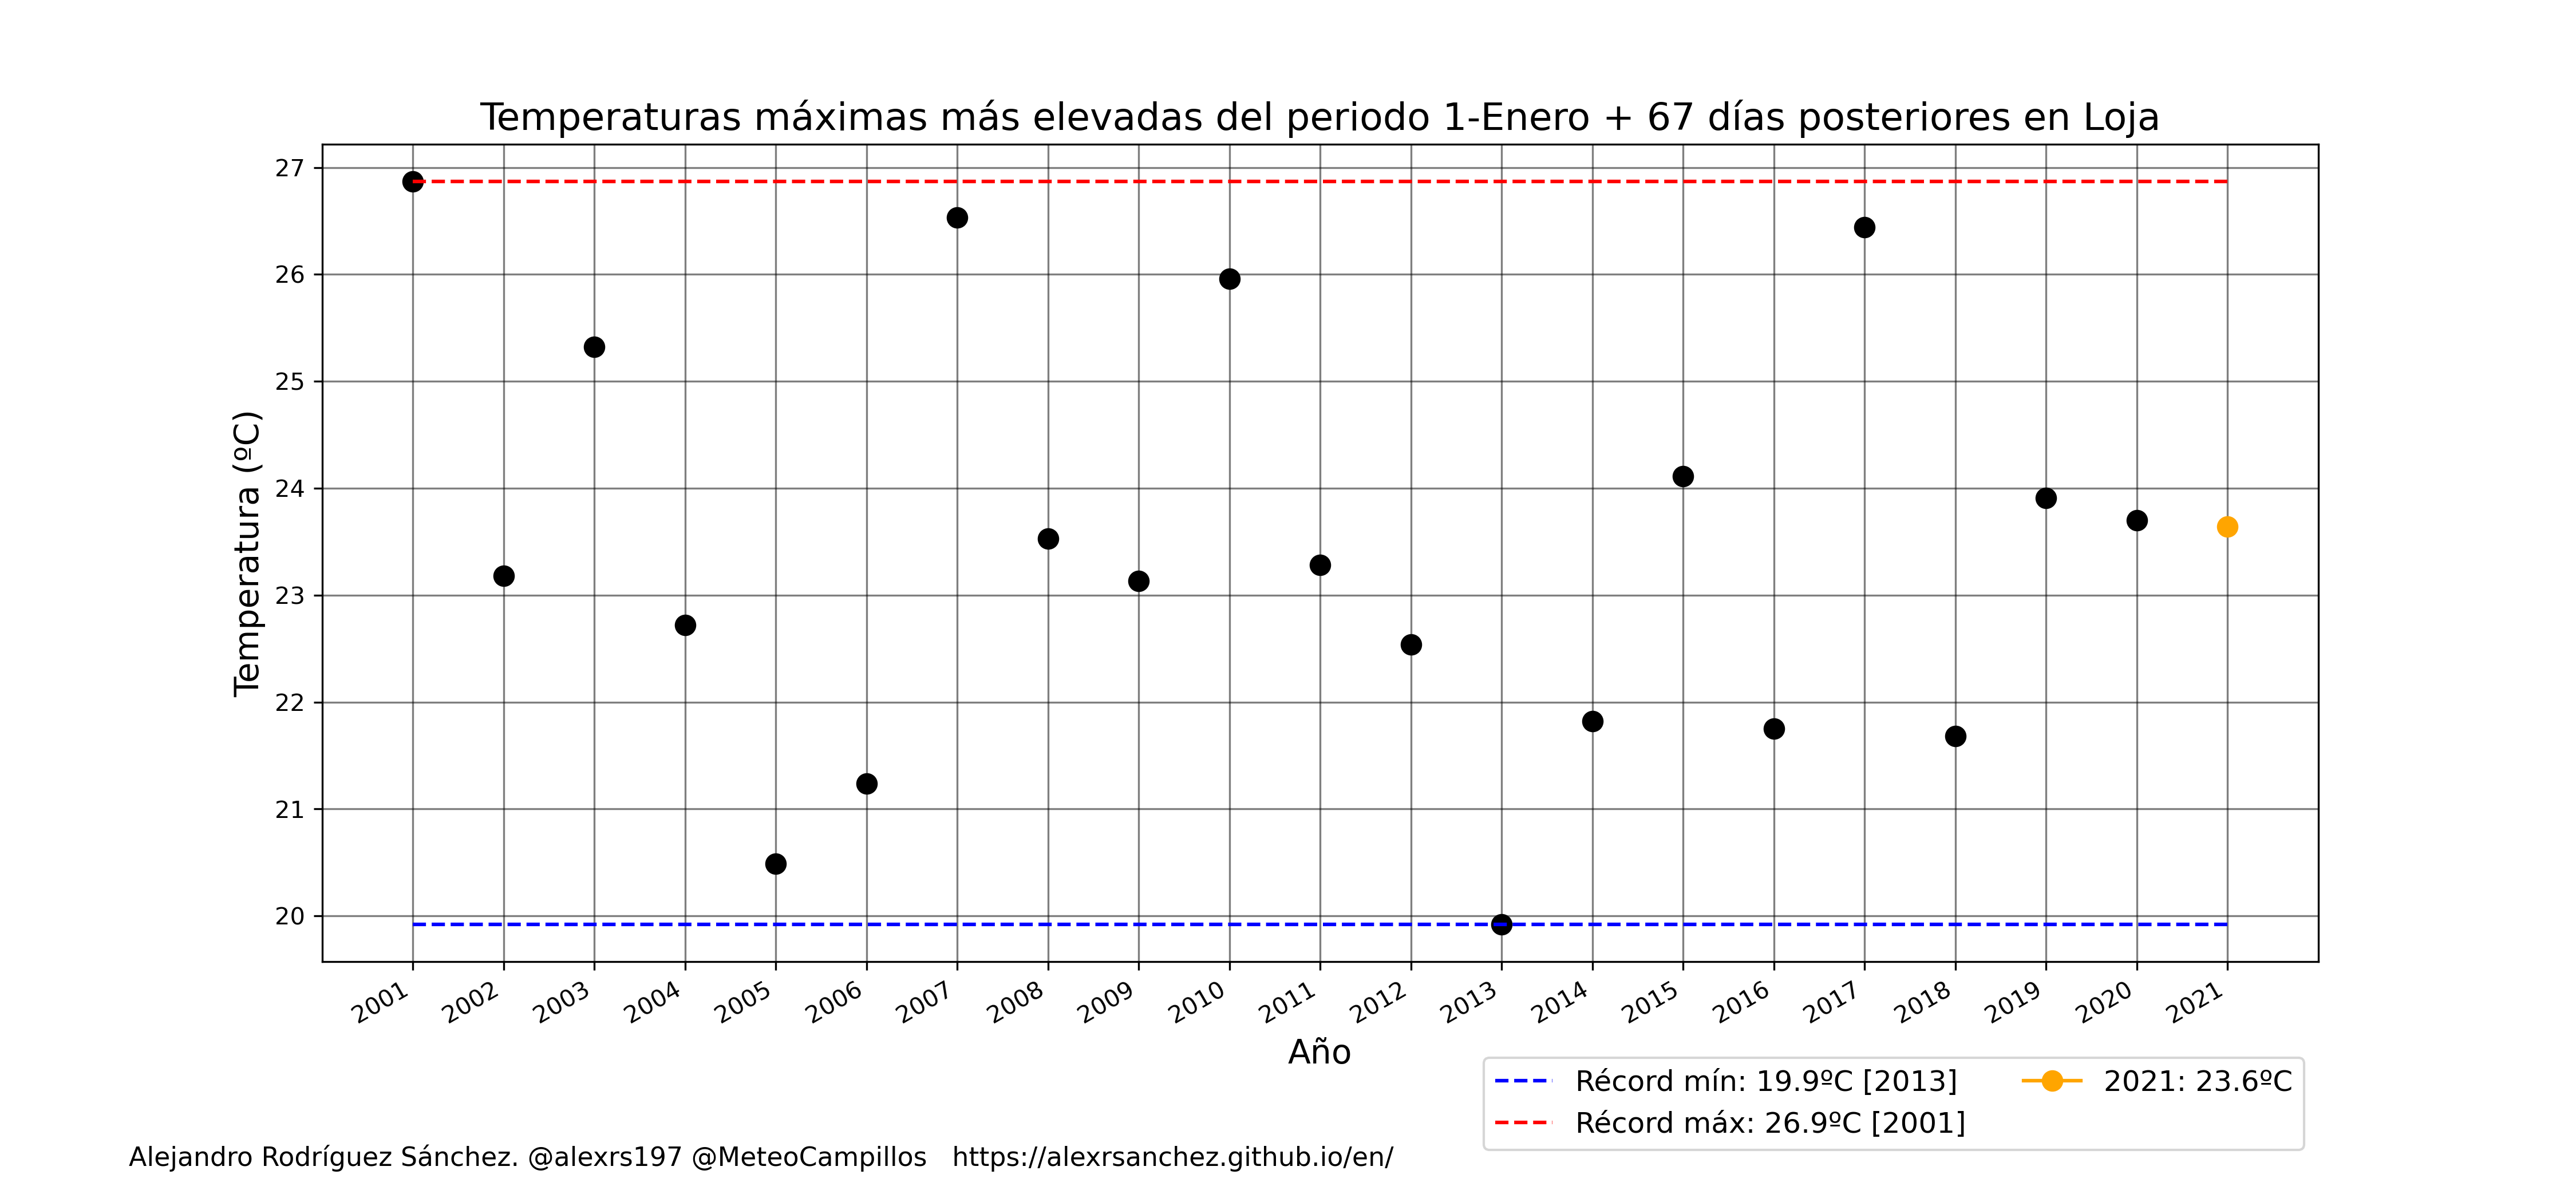 Temperaturas máximas más elevadas del periodo 1-Enero + 67 días posteriores en Loja
27
26
25
24
23
22
21
20
Temperatura (ºC)
2001 2002 2003 2004 2005 2006 2007 2008 2009 2010 2011 2012 2013 2014 2015 2016 2017 2018 2019 2020 2021
Año
Récord mín: 19.9ºC [2013]
Récord máx: 26.9ºC [2001]
2021: 23.6ºC
Alejandro Rodríguez Sánchez. @alexrs197 @MeteoCampillos https://alexrsanchez.github.io/en/